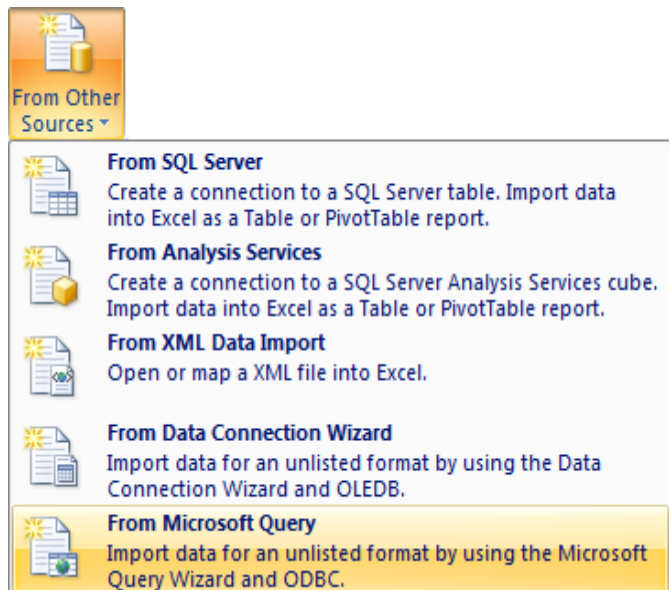 From Other
Sources
From SQL Server
Create a connection to a SQL Server table. Import data
into Excel as a Table or PivotTable report.
From Analysis Services
Create a connection to a SQL Server Analysis Services cube.
Import data into Excel as a Table or PivotTable report.
From XML Data Import
Open or map a XML file into Excel.
From Data Connection Wizard
Import data for an unlisted format by using the Data
Connection Wizard and OLEDB.
From Microsoft Query
Import data for an unlisted format by using the Microsoft
Query Wizard and ODBC.